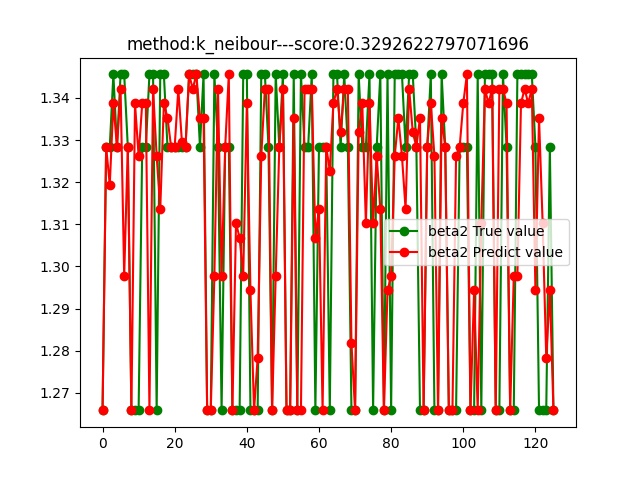 method:k_neibour---score:0.3292622797071696
1.34
1.33
1.32
1.31
1.30
1.29
1.28
1.27
beta2 True value
beta2 Predict value
0 20 40 60 80 100 120